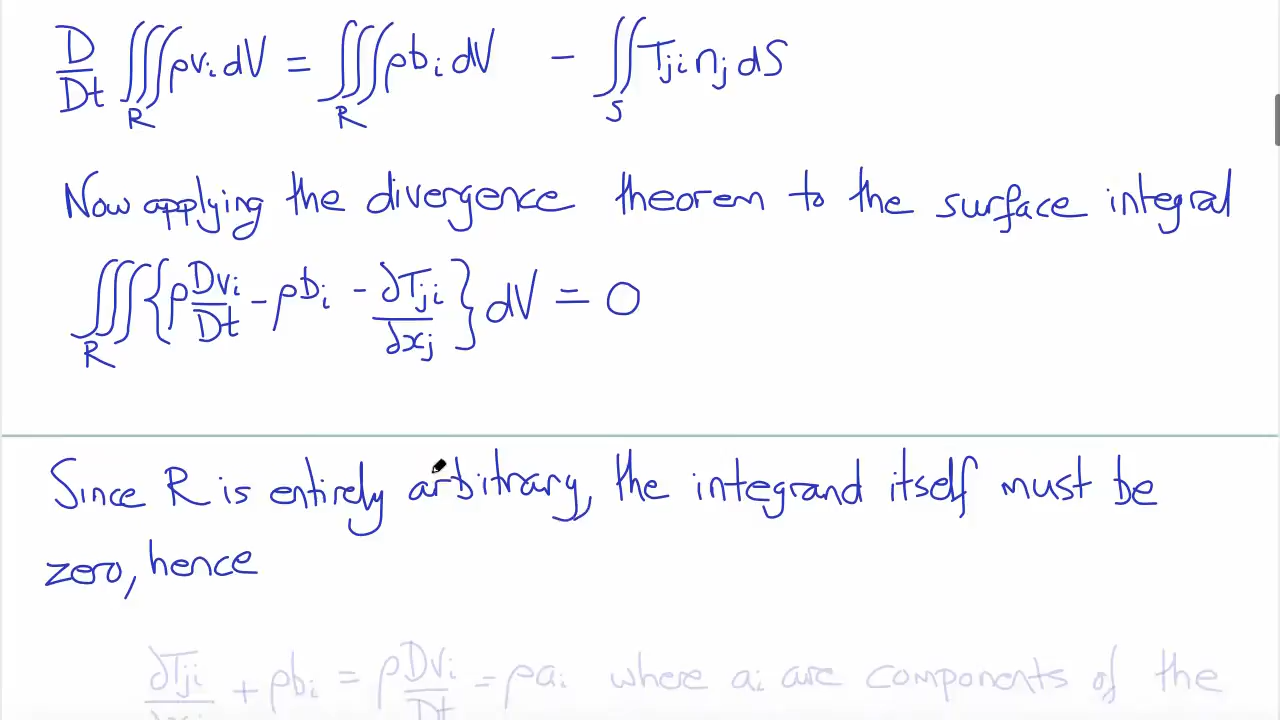 D/Dt ∭_R ρv_i dV = ∭_R ρb_i dV − ∬_S T_ji n_j dS
Now applying the divergence theorem to the surface integral
∭_R {ρ Dv_i/Dt − ρb_i − ∂T_ji/∂x_j} dV = 0
Since R is entirely arbitrary, the integrand itself must be
zero, hence
∂T_ji/∂x_j + ρb_i = ρ Dv_i/Dt = ρa_i where a_i are components of the